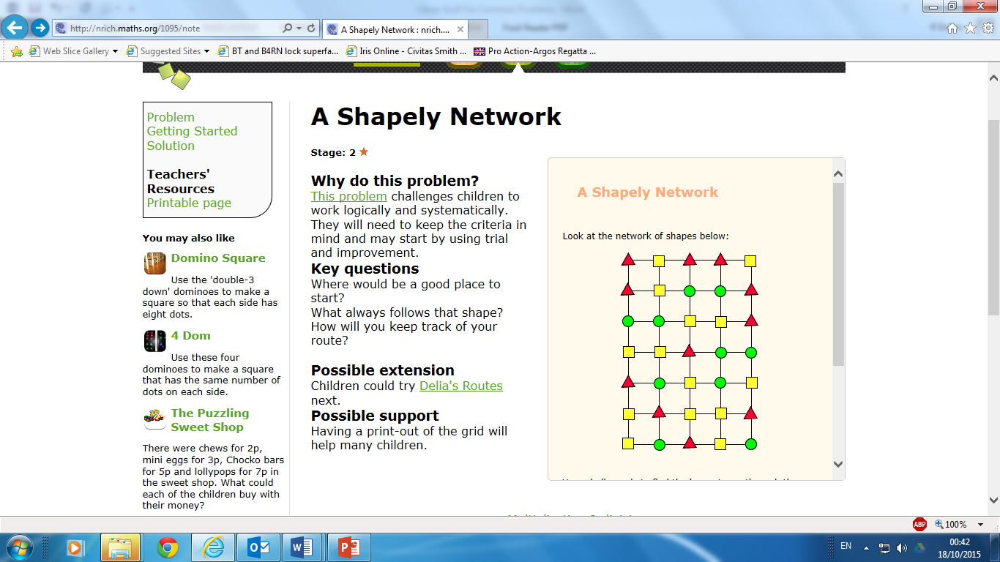 http://nrich.maths.org/1095/note
A Shapely Network : nrich....
Web Slice Gallery
Suggested Sites
BT and B4RN lock superfa...
Iris Online - Civitas Smith ...
Pro Action-Argos Regatta ...
Problem
Getting Started
Solution
Teachers'
Resources
Printable page
You may also like
Domino Square
Use the 'double-3
down' dominoes to make a
square so that each side has
eight dots.
4 Dom
Use these four
dominoes to make a square
that has the same number of
dots on each side.
The Puzzling
Sweet Shop
There were chews for 2p,
mini eggs for 3p, Chocko bars
for 5p and lollypops for 7p in
the sweet shop. What could
each of the children buy with
their money?
A Shapely Network
Stage: 2
Why do this problem?
This problem challenges children to
work logically and systematically.
They will need to keep the criteria in
mind and may start by using trial
and improvement.
Key questions
Where would be a good place to
start?
What always follows that shape?
How will you keep track of your
route?
Possible extension
Children could try Delia's Routes
next.
Possible support
Having a print-out of the grid will
help many children.
A Shapely Network
Look at the network of shapes below:
ABP
100%
EN
00:42
18/10/2015